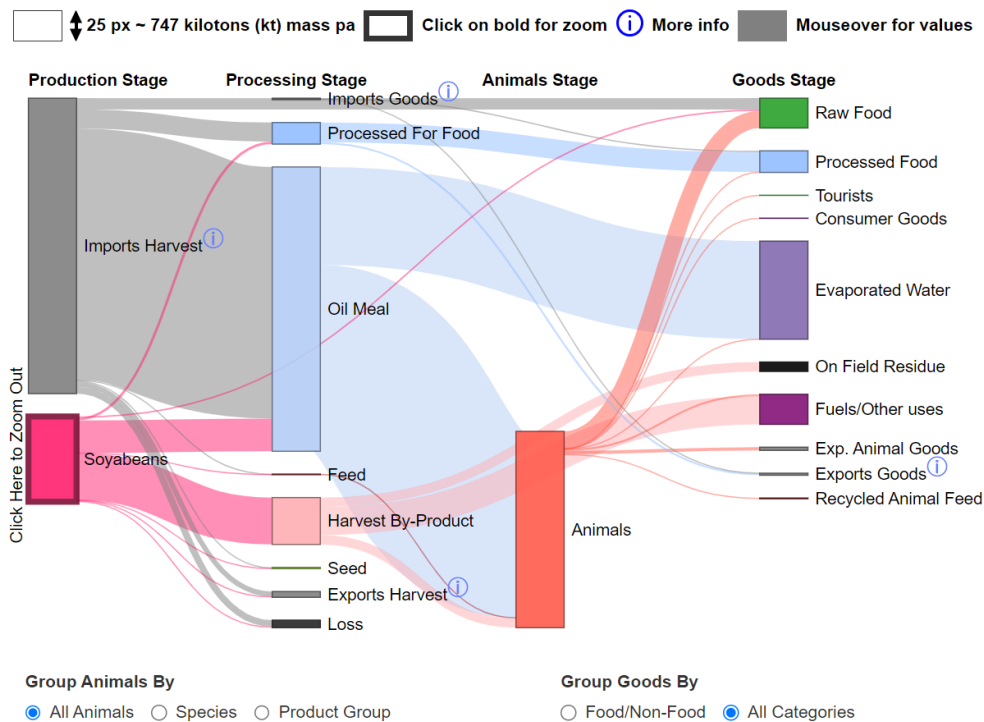 25 px ~ 747 kilotons (kt) mass pa
Click on bold for zoom
i More info
Mouseover for values
Production Stage
Processing Stage
Animals Stage
Goods Stage
Imports Goods i
Raw Food
Processed For Food
Processed Food
Tourists
Consumer Goods
Imports Harvest i
Evaporated Water
Oil Meal
On Field Residue
Fuels/Other uses
Click Here to Zoom Out
Soyabeans
Exp. Animal Goods
Feed
Exports Goods i
Recycled Animal Feed
Harvest By-Product
Animals
Seed
Exports Harvest i
Loss
Group Animals By
All Animals Species Product Group
Group Goods By
Food/Non-Food All Categories